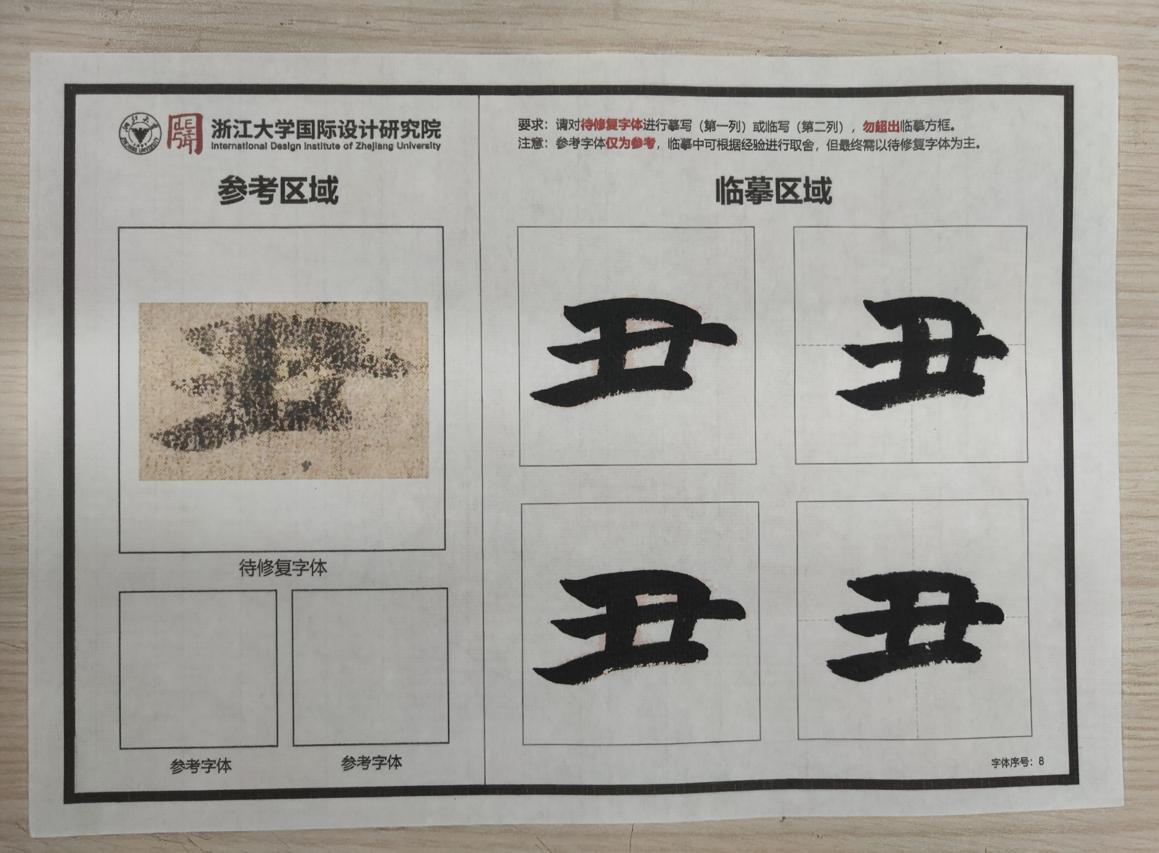 浙江大学国际设计研究院
International Design Institute of Zhejiang University
参考区域
丑
待修复字体
参考字体
参考字体
要求：请对待修复字体进行摹写（第一列）或临写（第二列），勿超出临摹方框。
注意：参考字体仅为参考，临摹中可根据经验进行取舍，但最终需以待修复字体为主。
临摹区域
丑
丑
丑
丑
字体序号：8